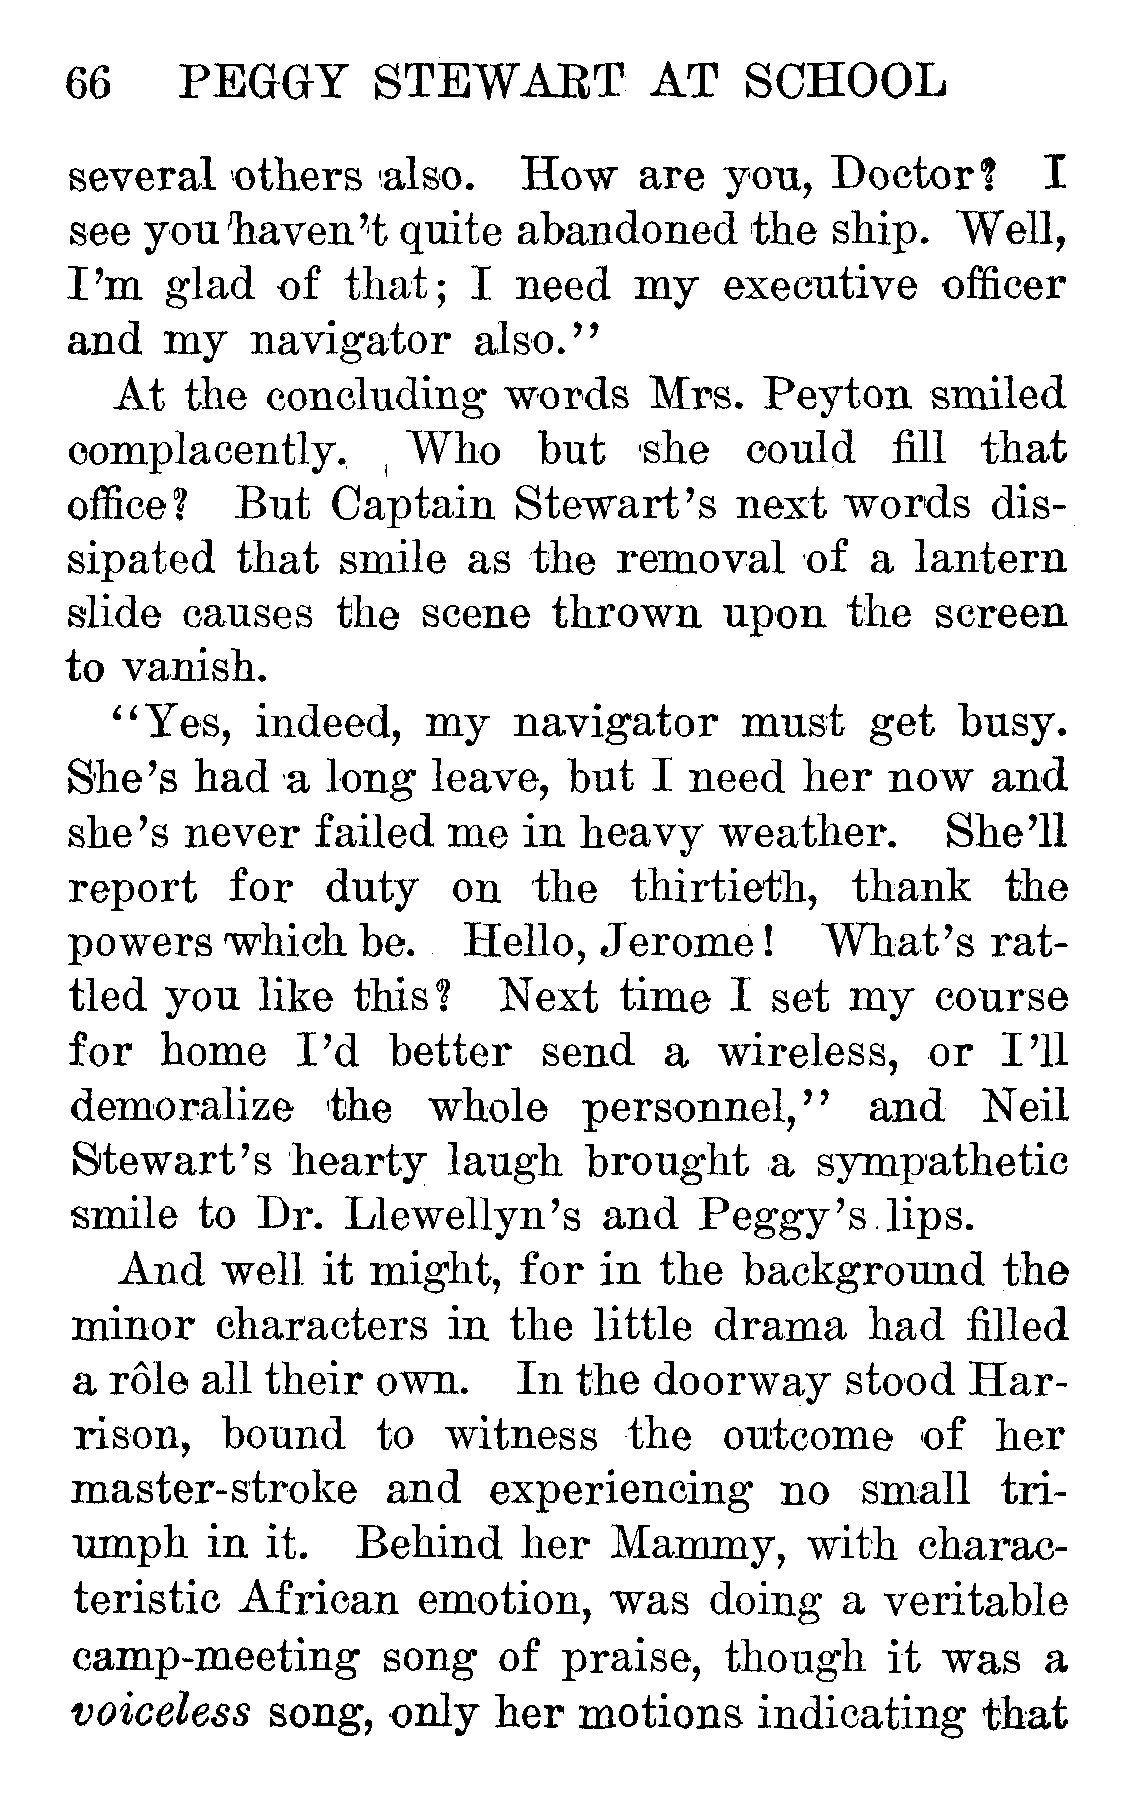 66 PEGGY STEWART AT SCHOOL
several others also. How are you, Doctor? I
see you haven't quite abandoned the ship. Well,
I'm glad of that; I need my executive officer
and my navigator also."
At the concluding words Mrs. Peyton smiled
complacently. Who but she could fill that
office? But Captain Stewart's next words dis-
sipated that smile as the removal of a lantern
slide causes the scene thrown upon the screen
to vanish.
"Yes, indeed, my navigator must get busy.
She's had a long leave, but I need her now and
she's never failed me in heavy weather. She'll
report for duty on the thirtieth, thank the
powers which be. Hello, Jerome! What's rat-
tled you like this? Next time I set my course
for home I'd better send a wireless, or I'll
demoralize the whole personnel," and Neil
Stewart's hearty laugh brought a sympathetic
smile to Dr. Llewellyn's and Peggy's lips.
And well it might, for in the background the
minor characters in the little drama had filled
a rôle all their own. In the doorway stood Har-
rison, bound to witness the outcome of her
master-stroke and experiencing no small tri-
umph in it. Behind her Mammy, with charac-
teristic African emotion, was doing a veritable
camp-meeting song of praise, though it was a
voiceless song, only her motions indicating that